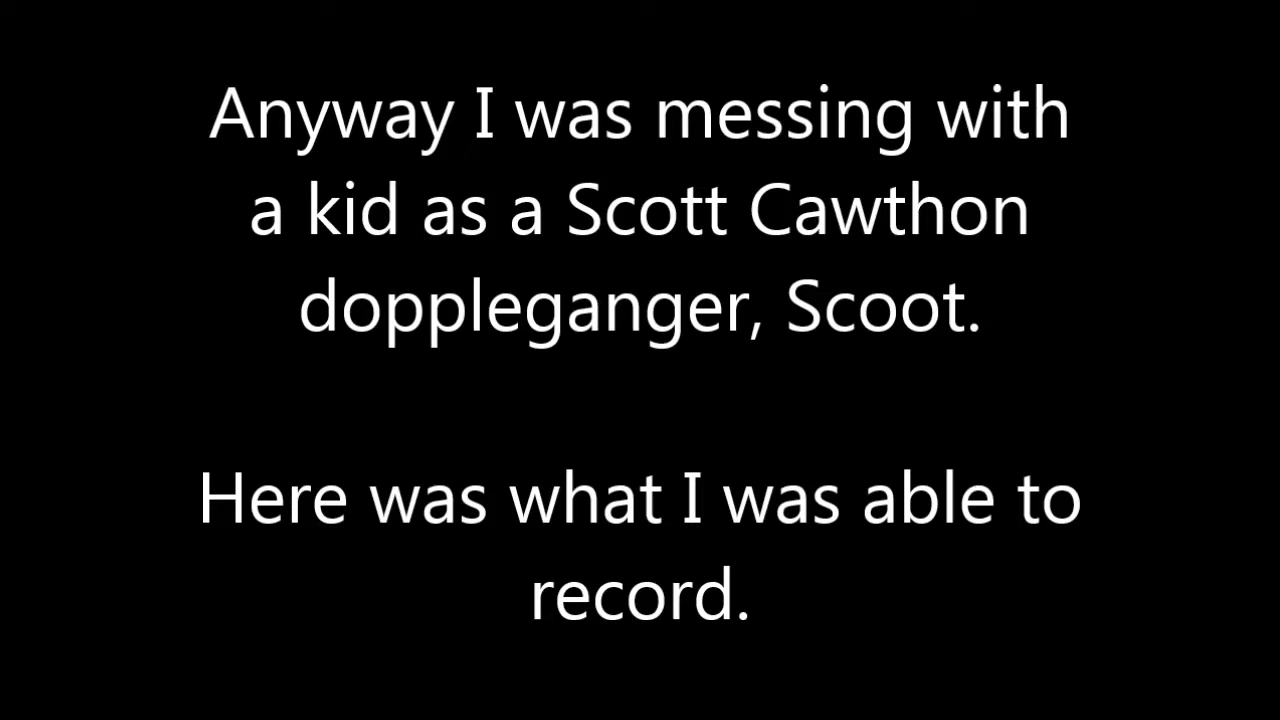 Anyway I was messing with
a kid as a Scott Cawthon
doppleganger, Scoot.
Here was what I was able to
record.